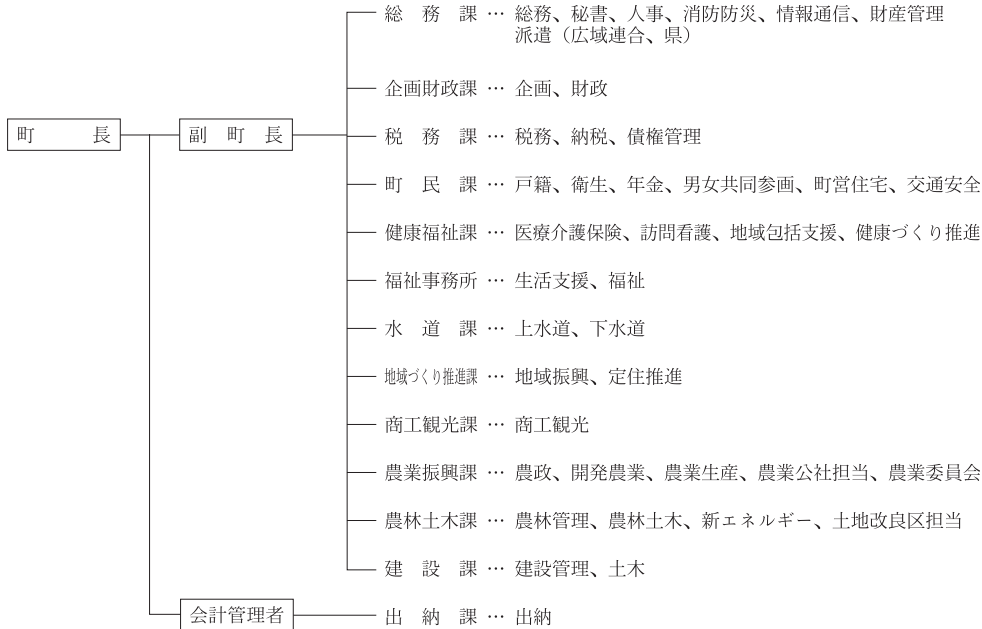 総務課 … 総務、秘書、人事、消防防災、情報通信、財産管理
派遣（広域連合、県）
企画財政課 … 企画、財政
町長
副町長
税務課 … 税務、納税、債権管理
町民課 … 戸籍、衛生、年金、男女共同参画、町営住宅、交通安全
健康福祉課 … 医療介護保険、訪問看護、地域包括支援、健康づくり推進
福祉事務所 … 生活支援、福祉
水道課 … 上水道、下水道
地域づくり推進課 … 地域振興、定住推進
商工観光課 … 商工観光
農業振興課 … 農政、開発農業、農業生産、農業公社担当、農業委員会
農林土木課 … 農林管理、農林土木、新エネルギー、土地改良区担当
建設課 … 建設管理、土木
会計管理者
出納課 … 出納